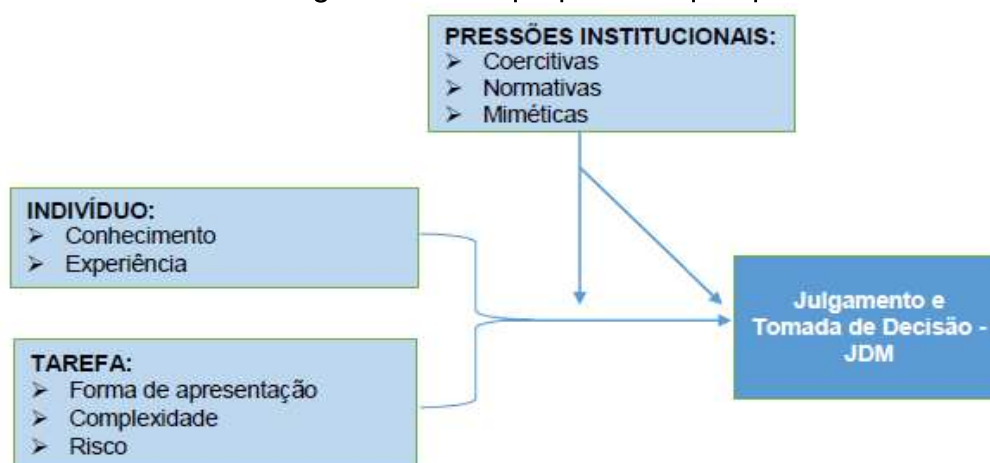 PRESSÕES INSTITUCIONAIS:
➢ Coercitivas
➢ Normativas
➢ Miméticas
INDIVÍDUO:
➢ Conhecimento
➢ Experiência
TAREFA:
➢ Forma de apresentação
➢ Complexidade
➢ Risco
Julgamento e
Tomada de Decisão -
JDM